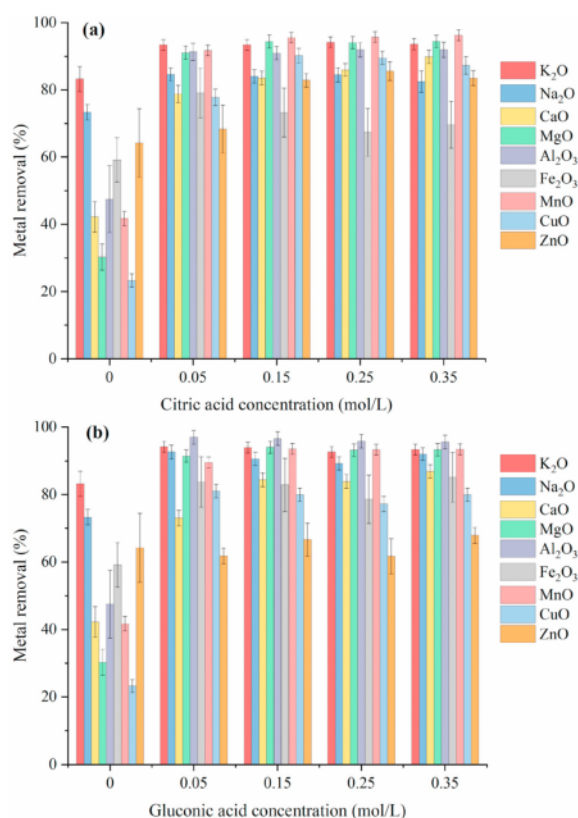 (a)
100
80
60
40
20
0
Metal removal (%)
K₂O
Na₂O
CaO
MgO
Al₂O₃
Fe₂O₃
MnO
CuO
ZnO
0 0.05 0.15 0.25 0.35
Citric acid concentration (mol/L)
(b)
100
80
60
40
20
0
Metal removal (%)
K₂O
Na₂O
CaO
MgO
Al₂O₃
Fe₂O₃
MnO
CuO
ZnO
0 0.05 0.15 0.25 0.35
Gluconic acid concentration (mol/L)